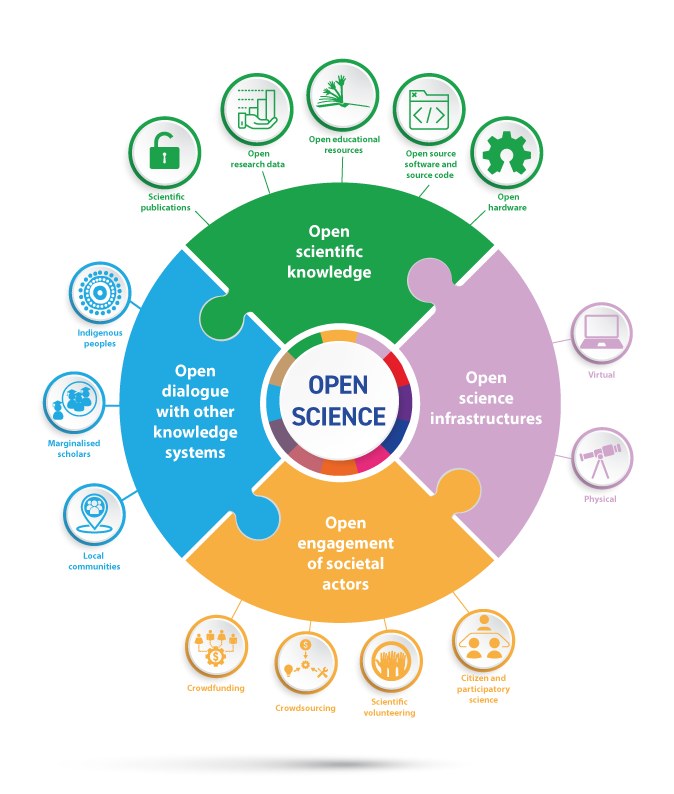 Open educational
resources
Open
research data
Open source
software and
source code
Scientific
publications
Open
hardware
Open
scientific
knowledge
Indigenous
peoples
Marginalised
scholars
Local
communities
Open
dialogue
with other
knowledge
systems
OPEN
SCIENCE
Open
science
infrastructures
Virtual
Physical
Open
engagement
of societal
actors
Crowdfunding
$
Crowdsourcing
$
Scientific
volunteering
Citizen and
participatory
science